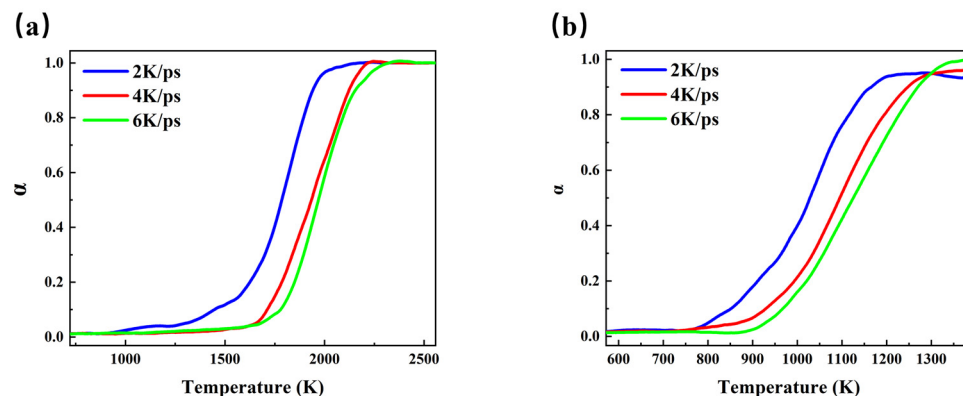 (a)
2K/ps
4K/ps
6K/ps
1.0
0.8
0.6
0.4
0.2
0.0
α
1000 1500 2000 2500
Temperature (K)
(b)
2K/ps
4K/ps
6K/ps
1.0
0.8
0.6
0.4
0.2
0.0
α
600 700 800 900 1000 1100 1200 1300
Temperature (K)